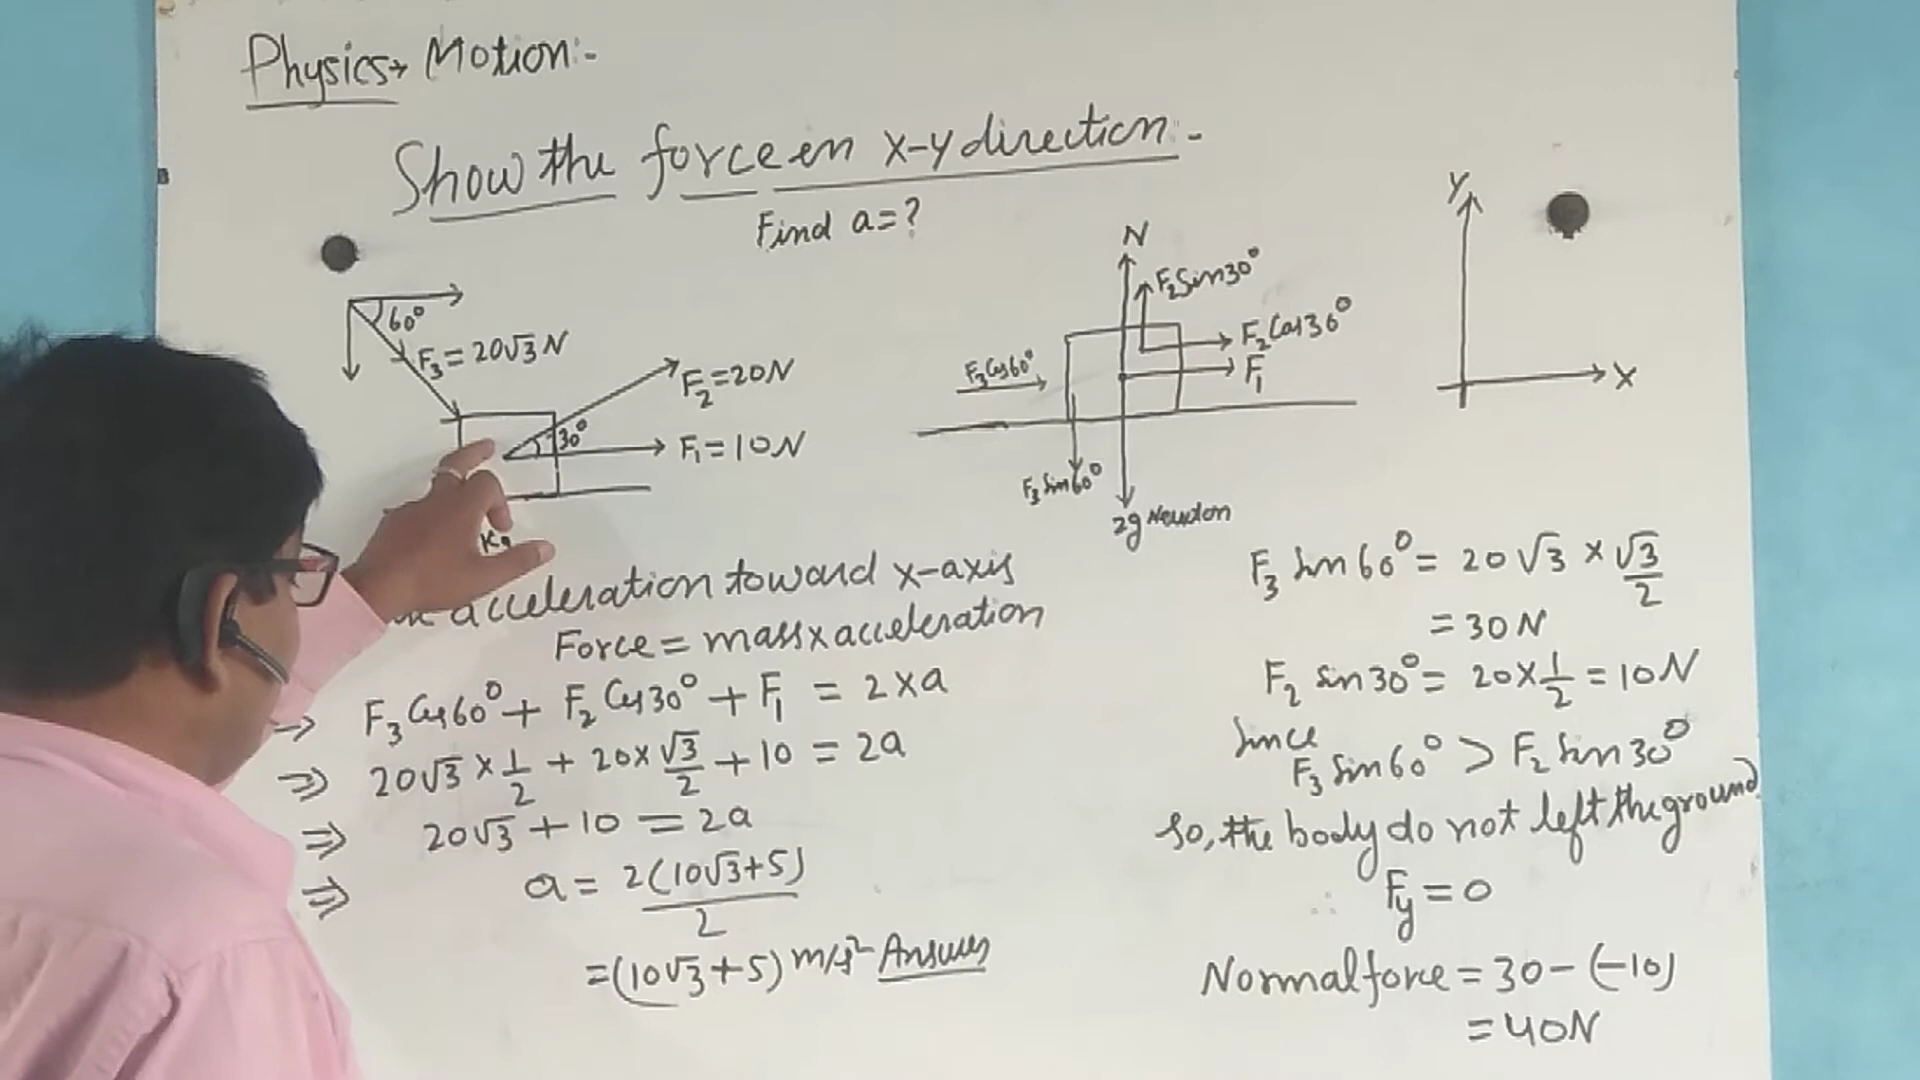 Physics→ Motion:-
Show the force en x-y direction:-
Find a=?
60°
F₃=20√3N
F₂=20N
30°
F₁=10N
N
F₂Sin30°
F₂Cos30°
F₁
F₃Cos60°
F₃Sin60°
2g Newton
Y
X
acceleration toward x-axis
Force = mass x acceleration
⇒ F₃Cos60°+ F₂Cos30°+F₁ = 2xa
⇒ 20√3×1/2 + 20×√3/2 +10 = 2a
⇒ 20√3+10 = 2a
⇒ a= 2(10√3+5)/2
=(10√3+5) m/s² Answer
F₃ Sin60°= 20√3 × √3/2
= 30N
F₂ sin30°= 20×1/2 = 10N
Since
F₃ Sin60° > F₂ Sin30°
So, the body do not left the ground
∴ Fy=0
Normal force = 30-(-10)
= 40N